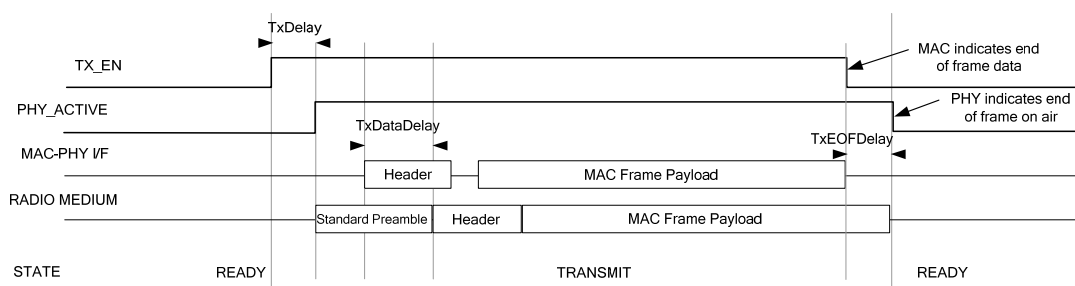 TxDelay
TX_EN
MAC indicates end
of frame data
PHY_ACTIVE
PHY indicates end
of frame on air
TxDataDelay
TxEOFDelay
MAC-PHY I/F
Header
MAC Frame Payload
RADIO MEDIUM
Standard Preamble
Header
MAC Frame Payload
STATE
READY
TRANSMIT
READY